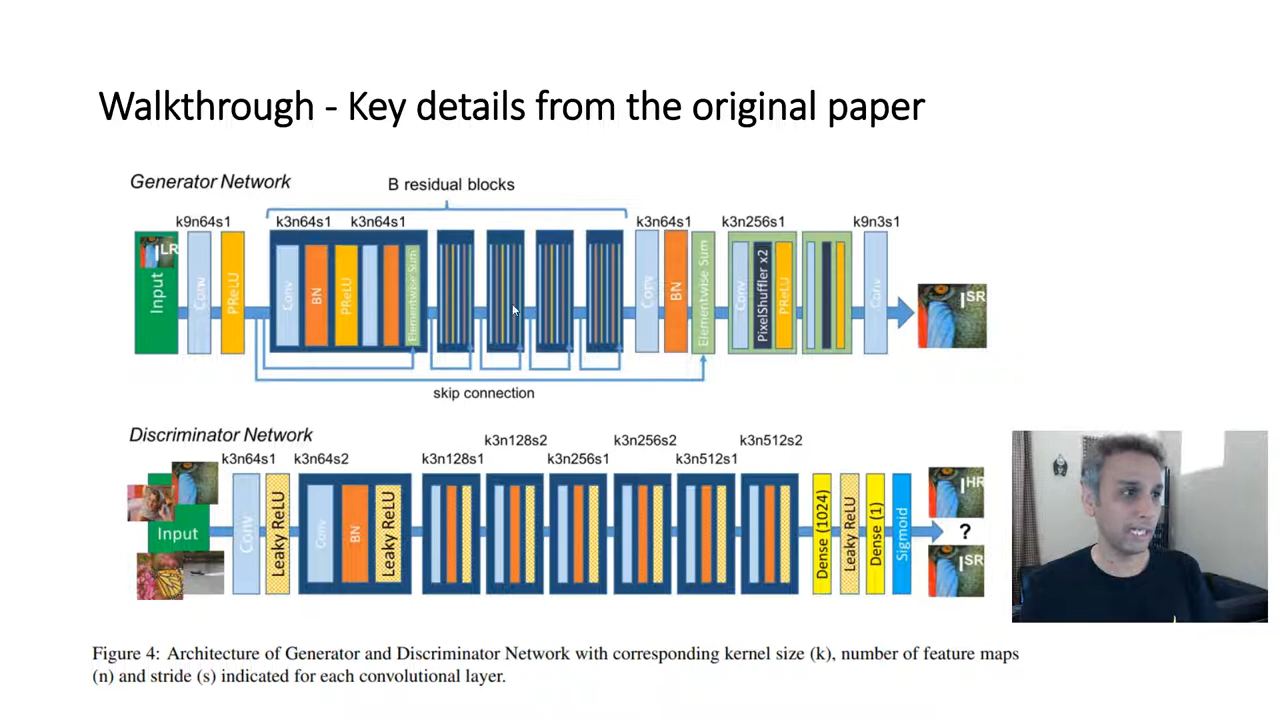 Walkthrough - Key details from the original paper
Generator Network
B residual blocks
k9n64s1
k3n64s1
k3n64s1
k3n64s1
k3n256s1
k9n3s1
Input
I LR
Conv
PReLU
Conv
BN
PReLU
Elementwise Sum
Conv
BN
Elementwise Sum
Conv
PixelShuffler x2
PReLU
Conv
I SR
skip connection
Discriminator Network
k3n128s2
k3n256s2
k3n512s2
k3n64s1
k3n64s2
k3n128s1
k3n256s1
k3n512s1
Input
Conv
Leaky ReLU
Conv
BN
Leaky ReLU
Dense (1024)
Leaky ReLU
Dense (1)
Sigmoid
I HR
?
I SR
Figure 4: Architecture of Generator and Discriminator Network with corresponding kernel size (k), number of feature maps
(n) and stride (s) indicated for each convolutional layer.